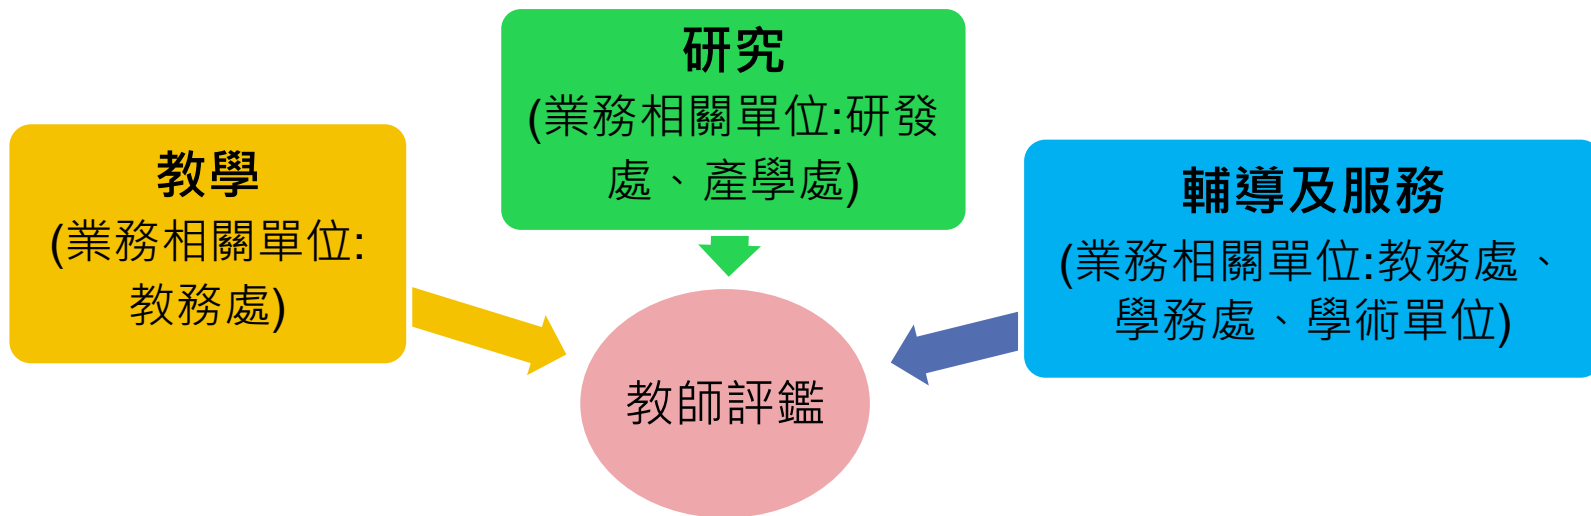 教學
(業務相關單位:
教務處)
研究
(業務相關單位:研發
處、產學處)
輔導及服務
(業務相關單位:教務處、
學務處、學術單位)
教師評鑑